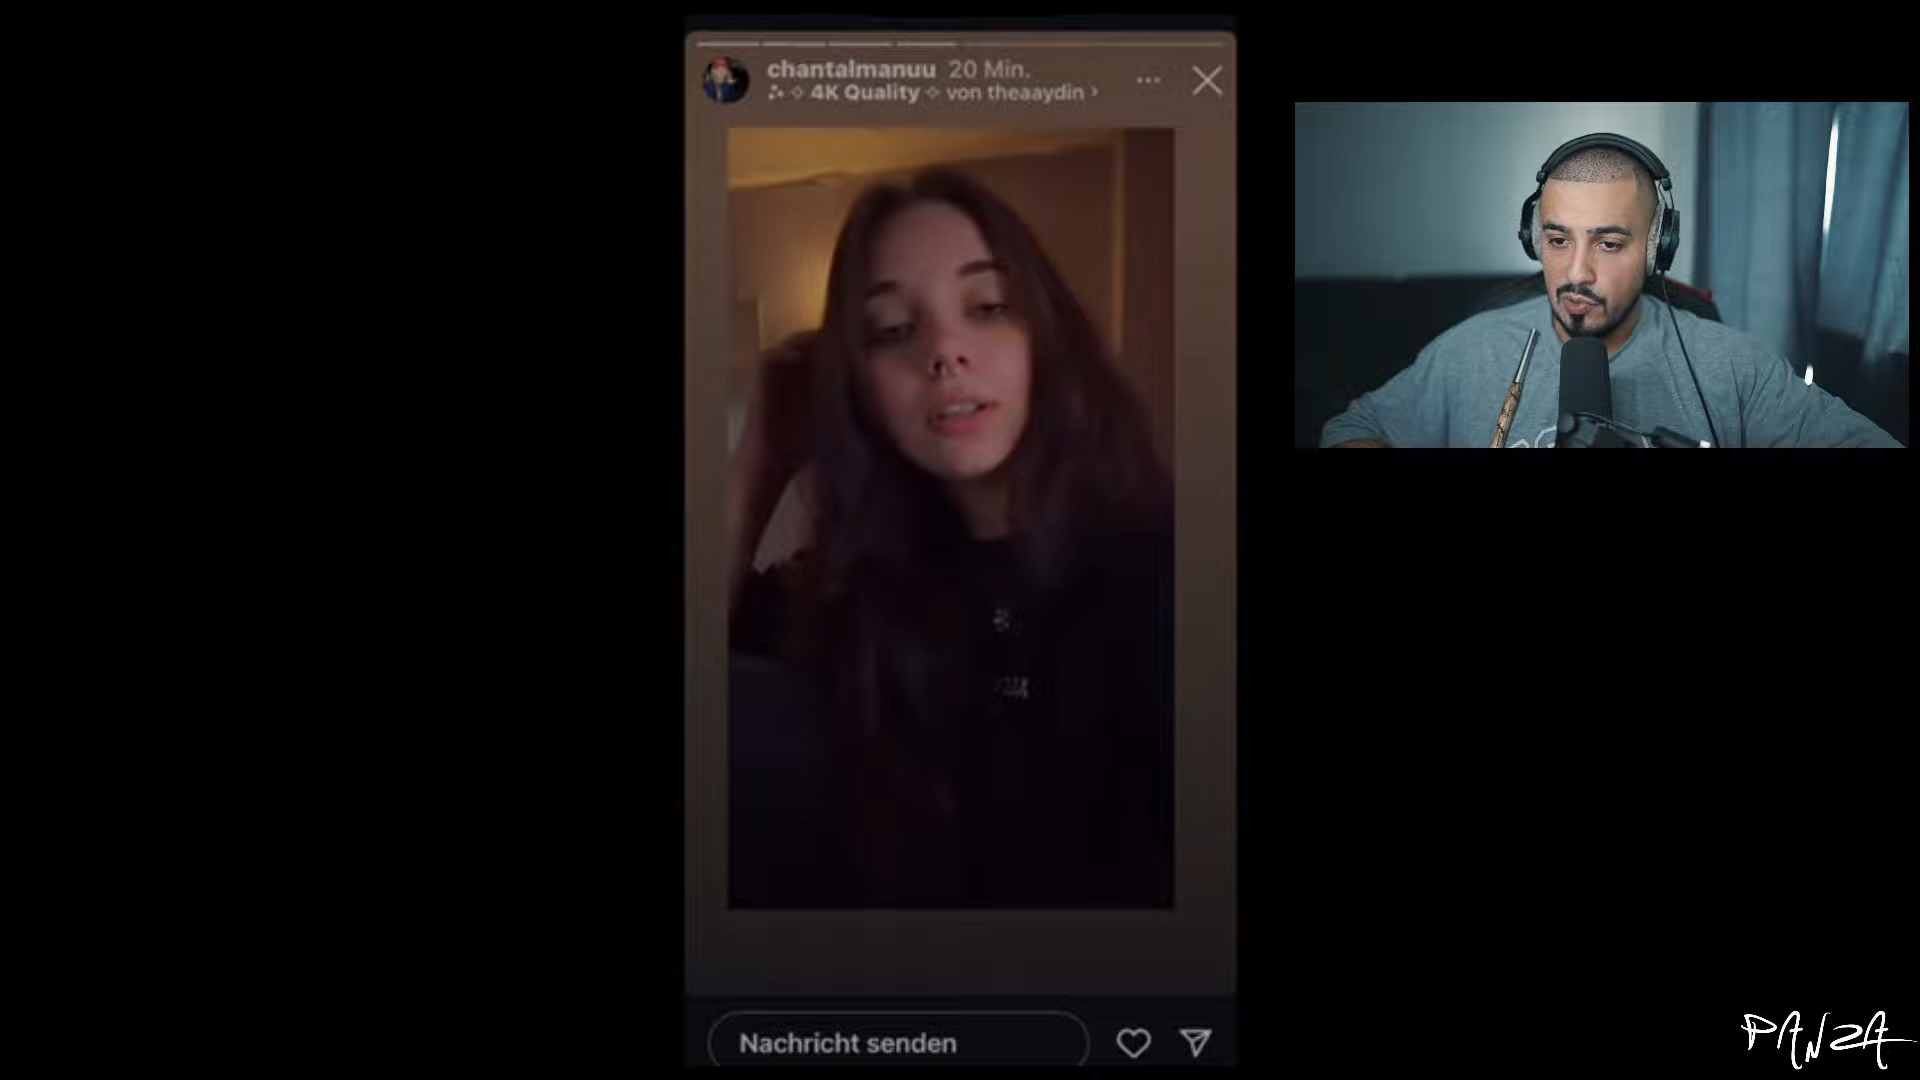 chantalmanuu 20 Min.
4K Quality ✧ von theaaydin ›
Nachricht senden
PANZA